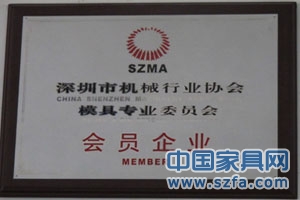 SZMA
深圳市机械行业协会
CHINA SHENZHEN
模具专业委员会
会员企业
MEMBER
中国家具网
www.szfa.com